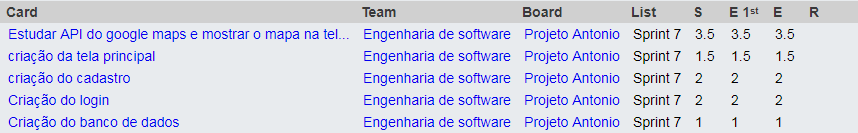 Card Team Board List S E 1st E R
Estudar API do google maps e mostrar o mapa na tel... Engenharia de software Projeto Antonio Sprint 7 3.5 3.5 3.5
criação da tela principal Engenharia de software Projeto Antonio Sprint 7 1.5 1.5 1.5
criação do cadastro Engenharia de software Projeto Antonio Sprint 7 2 2 2
Criação do login Engenharia de software Projeto Antonio Sprint 7 2 2 2
Criação do banco de dados Engenharia de software Projeto Antonio Sprint 7 1 1 1